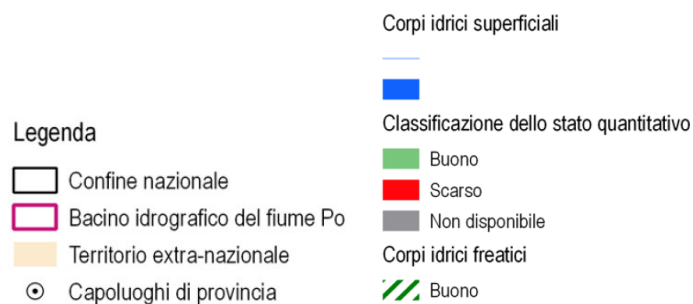 Legenda
Confine nazionale
Bacino idrografico del fiume Po
Territorio extra-nazionale
Capoluoghi di provincia
Corpi idrici superficiali
Classificazione dello stato quantitativo
Buono
Scarso
Non disponibile
Corpi idrici freatici
Buono